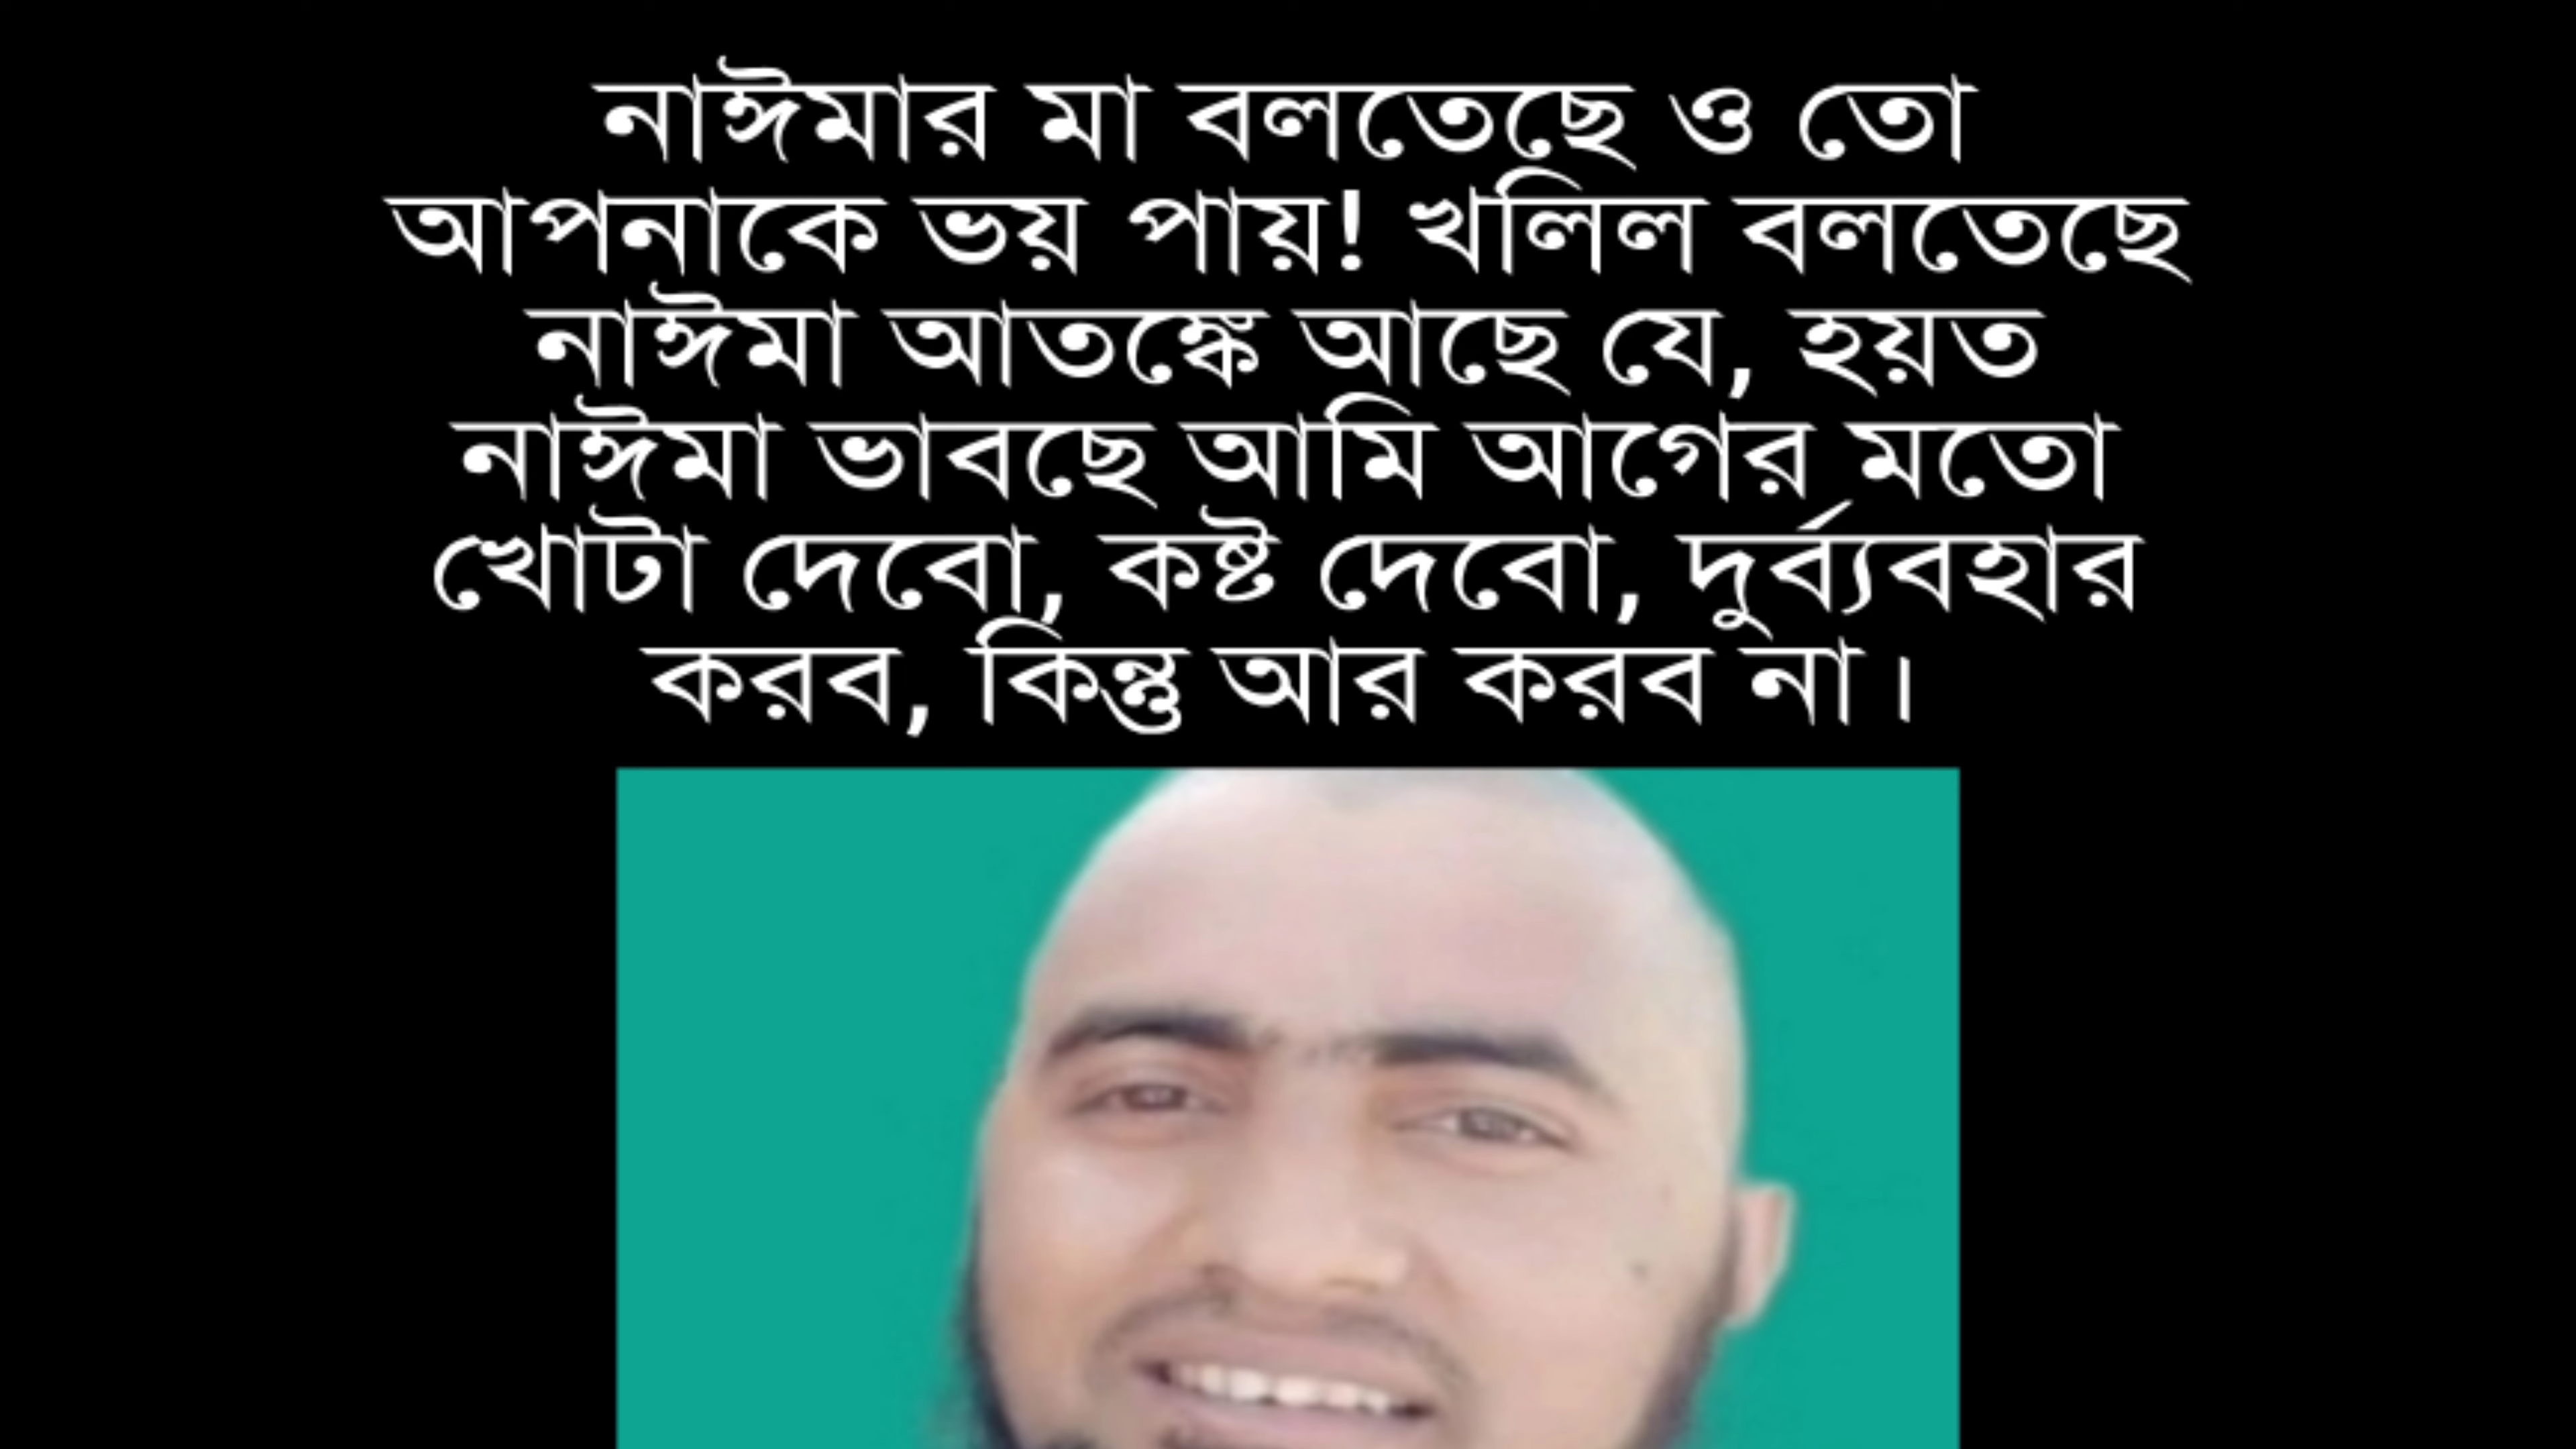 নাঈমার মা বলতেছে ও তো
আপনাকে ভয় পায়! খলিল বলতেছে
নাঈমা আতঙ্কে আছে যে, হয়ত
নাঈমা ভাবছে আমি আগের মতো
খোটা দেবো, কষ্ট দেবো, দুর্ব্যবহার
করব, কিন্তু আর করব না।